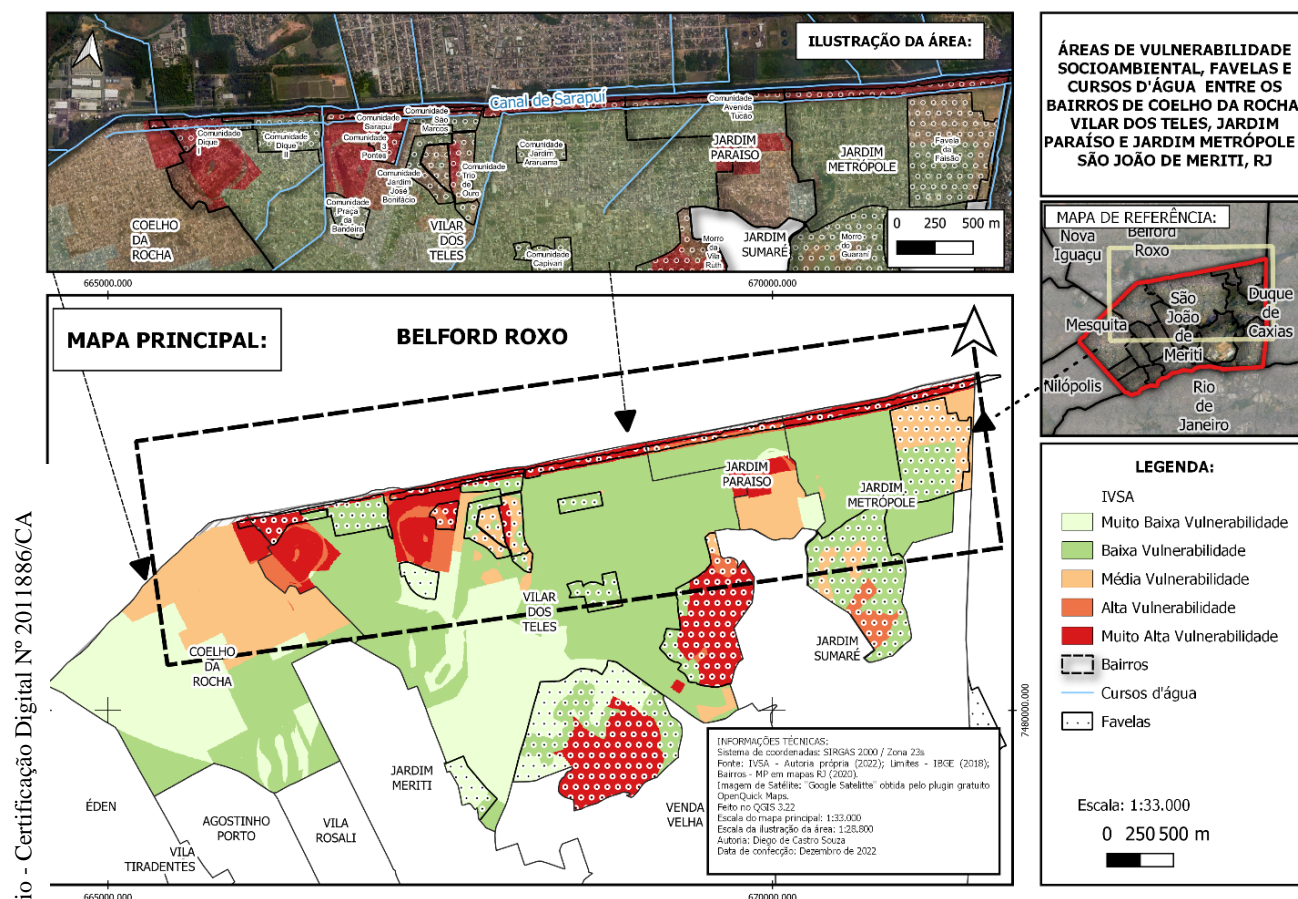 ILUSTRAÇÃO DA ÁREA:
Canal de Sarapuí
Comunidade
Dique
I
Comunidade
Dique
II
Comunidade
Sarapuí
Comunidade
3
Pontes
Comunidade
São
Marcos
Comunidade
Jardim
José
Bonifácio
Comunidade
Trio
de
Ouro
Comunidade
Praça
da
Bandeira
Comunidade
Jardim
Araruama
Comunidade
Capivari
Comunidade
Avenida
Tucão
Favela
da
Faisão
Morro
da
Vila
Ruth
Morro
do
Guarani
COELHO
DA
ROCHA
VILAR
DOS
TELES
JARDIM
PARAISO
JARDIM
METRÓPOLE
JARDIM
SUMARÉ
0 250 500 m
665000.000
670000.000
MAPA PRINCIPAL:
BELFORD ROXO
JARDIM
PARAISO
JARDIM
METRÓPOLE
VILAR
DOS
TELES
COELHO
DA
ROCHA
JARDIM
SUMARÉ
JARDIM
MERITI
ÉDEN
AGOSTINHO
PORTO
VILA
ROSALI
VILA
TIRADENTES
VENDA
VELHA
7480000.000
INFORMAÇÕES TÉCNICAS:
Sistema de coordenadas: SIRGAS 2000 / Zona 23s
Fonte: IVSA - Autoria própria (2022); Limites - IBGE (2018);
Bairros - MP em mapas RJ (2020).
Imagem de Satélite: "Google Satelitte" obtida pelo plugin gratuito
OpenQuick Maps.
Feito no QGIS 3.22
Escala do mapa principal: 1:33.000
Escala da ilustração da área: 1:28.800
Autoria: Diego de Castro Souza
Data de confecção: Dezembro de 2022
665000.000
670000.000
ÁREAS DE VULNERABILIDADE
SOCIOAMBIENTAL, FAVELAS E
CURSOS D'ÁGUA ENTRE OS
BAIRROS DE COELHO DA ROCHA
VILAR DOS TELES, JARDIM
PARAÍSO E JARDIM METRÓPOLE
SÃO JOÃO DE MERITI, RJ
MAPA DE REFERÊNCIA:
Nova
Iguaçu
Belford
Roxo
São
João
de
Meriti
Duque
de
Caxias
Mesquita
Nilópolis
Rio
de
Janeiro
LEGENDA:
IVSA
Muito Baixa Vulnerabilidade
Baixa Vulnerabilidade
Média Vulnerabilidade
Alta Vulnerabilidade
Muito Alta Vulnerabilidade
Bairros
Cursos d'água
Favelas
Escala: 1:33.000
0 250 500 m
io - Certificação Digital Nº 2011886/CA